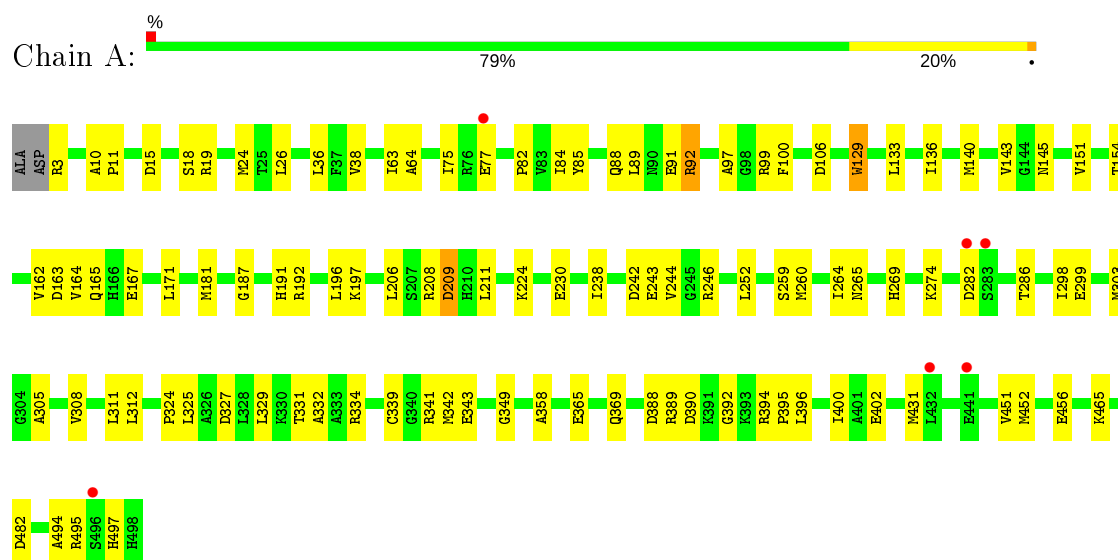 %
Chain A:
79% 20% •
ALA ASP R3 A10 P11 D15 S18 R19 M24 T25 L26 L36 F37 V38 I63 A64 I75 R76 E77 P82 V83 I84 Y85 Q88 L89 N90 E91 R92 A97 G98 R99 F100 D106 W129 L133 I136 M140 V143 G144 N145 V151 T154
V162 D163 V164 Q165 H166 E167 L171 M181 G187 H191 R192 L196 K197 L206 S207 R208 D209 H210 L211 K224 E230 I238 D242 E243 V244 G245 R246 L252 S259 M260 I264 N265 H269 K274 D282 S283 T286 I298 E299 M303
G304 A305 V308 L311 L312 P324 L325 A326 D327 L328 L329 K330 T331 A332 A333 R334 C339 G340 R341 M342 E343 G349 A358 E365 Q369 D388 R389 D390 K391 G392 K393 R394 P395 L396 I400 A401 E402 M431 L432 E441 V451 M452 E456 K465
D482 A494 R495 S496 H497 H498